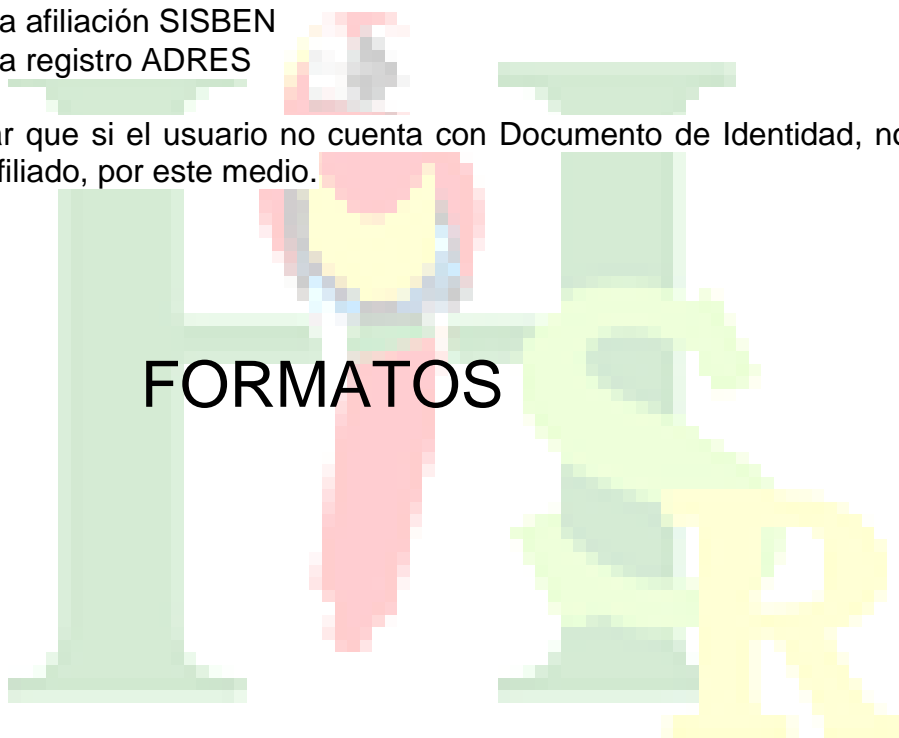 a afiliación SISBEN
a registro ADRES
ar que si el usuario no cuenta con Documento de Identidad, no
filiado, por este medio.
FORMATOS
H S R